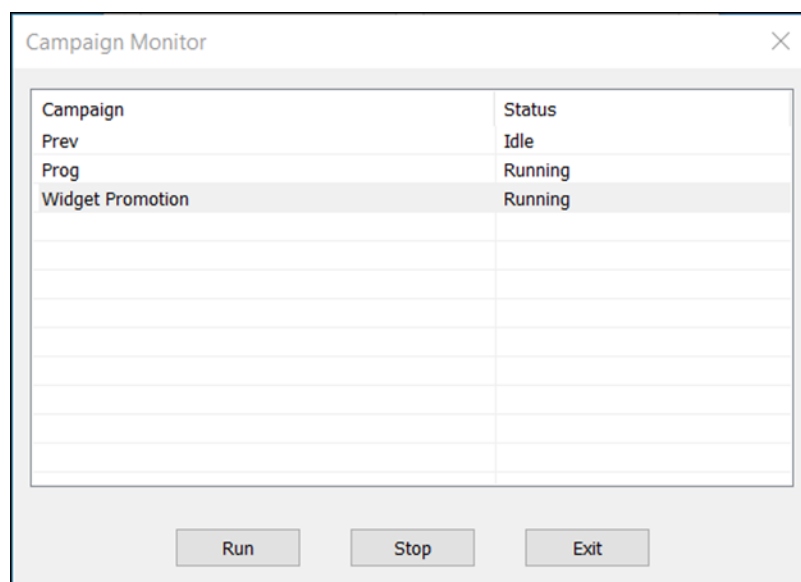 Campaign Monitor
Campaign Status
Prev Idle
Prog Running
Widget Promotion Running
Run Stop Exit